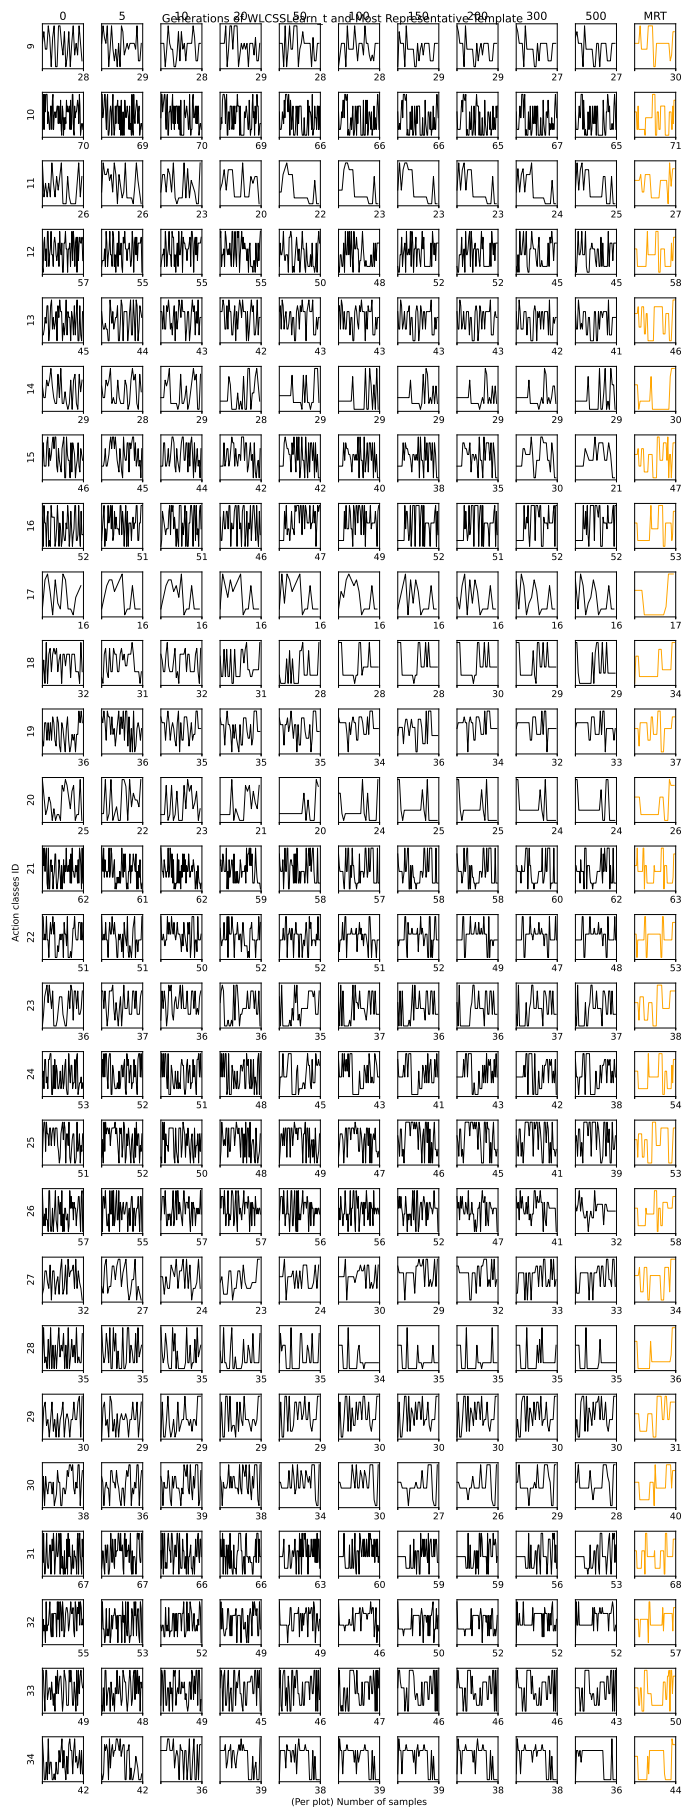 Generations of WLCSSLearn_t and Most Representative Template
0 5 10 20 50 100 150 200 300 500 MRT
9 28 29 28 29 28 28 29 29 27 27 30
10 70 69 70 69 66 66 66 65 67 65 71
11 26 26 23 20 22 23 23 23 24 25 27
12 57 55 55 55 50 48 52 52 45 45 58
13 45 44 43 42 43 43 43 43 42 41 46
14 29 28 29 28 29 29 29 29 29 29 30
15 46 45 44 42 42 40 38 35 30 21 47
16 52 51 51 46 47 49 52 51 52 52 53
17 16 16 16 16 16 16 16 16 16 16 17
18 32 31 32 31 28 28 28 30 29 29 34
19 36 36 35 35 35 34 36 34 32 33 37
20 25 22 23 21 20 24 25 25 24 24 26
Action classes ID
21 62 61 62 59 58 57 58 58 60 62 63
22 51 51 50 52 52 51 52 49 47 48 53
23 36 37 36 36 35 37 36 36 37 37 38
24 53 52 51 48 45 43 41 43 42 38 54
25 51 52 50 48 49 47 46 45 41 39 53
26 57 55 57 57 56 56 52 47 41 32 58
27 32 27 24 23 24 30 29 32 33 33 34
28 35 35 35 35 35 34 35 35 35 35 36
29 30 29 29 29 30 30 30 30 30 30 31
30 38 36 39 38 34 30 27 26 29 28 40
31 67 67 66 66 63 60 59 59 56 53 68
32 55 53 52 49 49 46 50 52 52 52 57
33 49 48 49 45 46 47 46 46 46 43 50
34 42 42 36 39 38 39 39 38 38 36 44
(Per plot) Number of samples